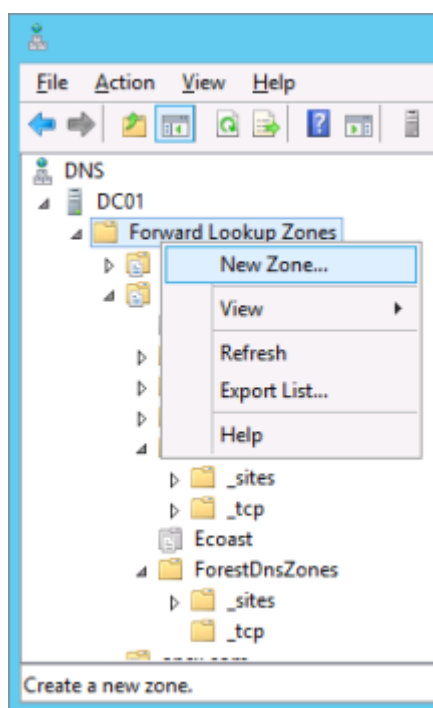 File Action View Help
DNS
DC01
Forward Lookup Zones
New Zone...
View
Refresh
Export List...
Help
_sites
_tcp
Ecoast
ForestDnsZones
_sites
_tcp
Create a new zone.